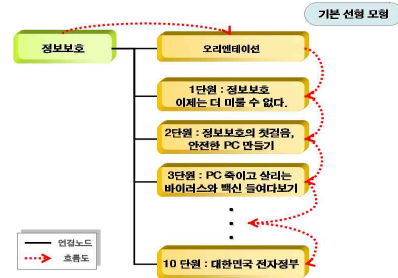 기본 선형 모형
정보보호
오리엔테이션
1단원 : 정보보호
이제는 더 미룰 수 없다.
2단원 : 정보보호의 첫걸음,
안전한 PC 만들기
3단원 : PC 죽이고 살리는
바이러스와 백신 들여다보기
10 단원 : 대한민국 전자정부
연정노드
흐름도